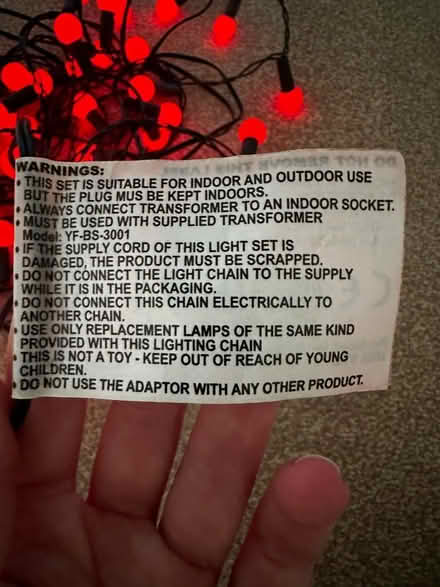 WARNINGS:
• THIS SET IS SUITABLE FOR INDOOR AND OUTDOOR USE
BUT THE PLUG MUS BE KEPT INDOORS.
• ALWAYS CONNECT TRANSFORMER TO AN INDOOR SOCKET.
• MUST BE USED WITH SUPPLIED TRANSFORMER
Model: YF-BS-3001
• IF THE SUPPLY CORD OF THIS LIGHT SET IS
DAMAGED, THE PRODUCT MUST BE SCRAPPED.
• DO NOT CONNECT THE LIGHT CHAIN TO THE SUPPLY
WHILE IT IS IN THE PACKAGING.
• DO NOT CONNECT THIS CHAIN ELECTRICALLY TO
ANOTHER CHAIN.
• USE ONLY REPLACEMENT LAMPS OF THE SAME KIND
PROVIDED WITH THIS LIGHTING CHAIN
• THIS IS NOT A TOY - KEEP OUT OF REACH OF YOUNG
CHILDREN.
• DO NOT USE THE ADAPTOR WITH ANY OTHER PRODUCT.